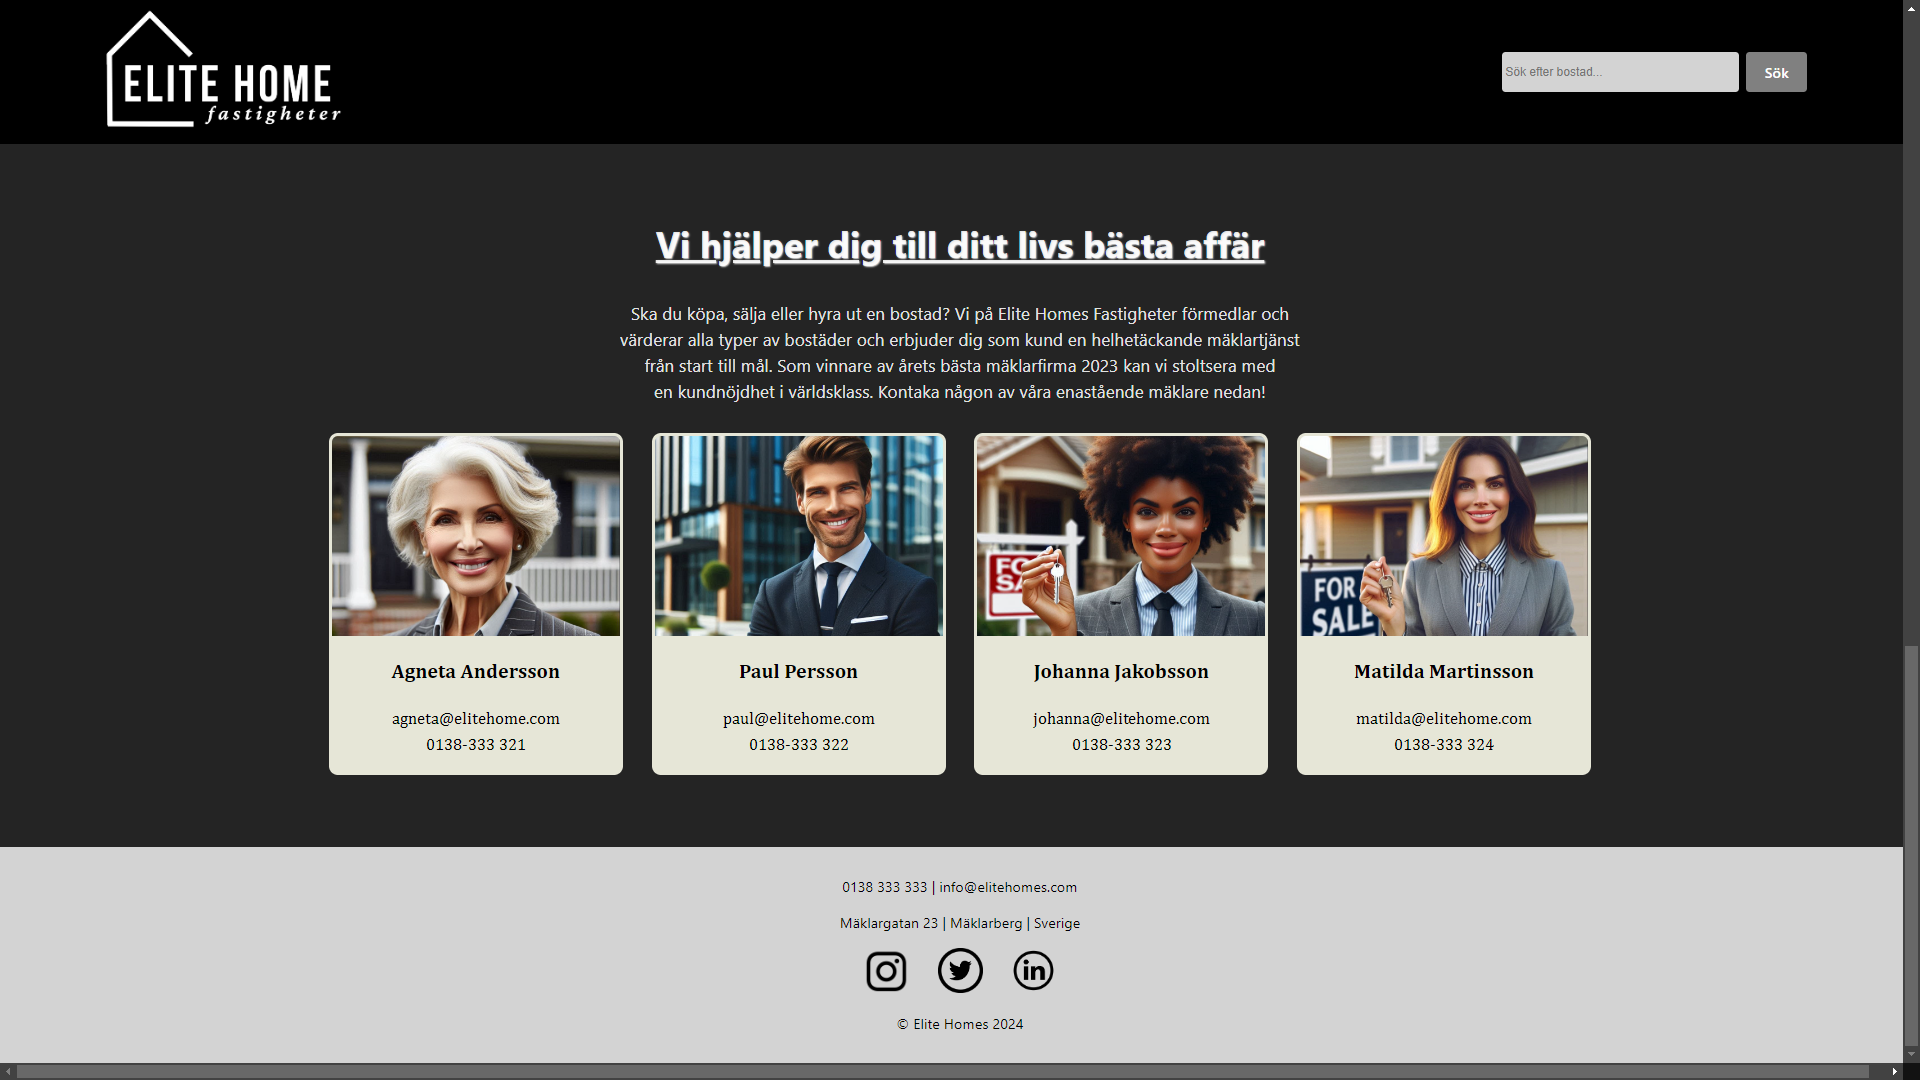 ELITE HOME
fastigheter
Sök efter bostad...
Sök
Vi hjälper dig till ditt livs bästa affär
Ska du köpa, sälja eller hyra ut en bostad? Vi på Elite Homes Fastigheter förmedlar och
värderar alla typer av bostäder och erbjuder dig som kund en helhetäckande mäklartjänst
från start till mål. Som vinnare av årets bästa mäklarfirma 2023 kan vi stoltsera med
en kundnöjdhet i världsklass. Kontaka någon av våra enastående mäklare nedan!
FO
SA
FOR
SALE
Agneta Andersson
agneta@elitehome.com
0138-333 321
Paul Persson
paul@elitehome.com
0138-333 322
Johanna Jakobsson
johanna@elitehome.com
0138-333 323
Matilda Martinsson
matilda@elitehome.com
0138-333 324
0138 333 333 | info@elitehomes.com
Mäklargatan 23 | Mäklarberg | Sverige
in
© Elite Homes 2024